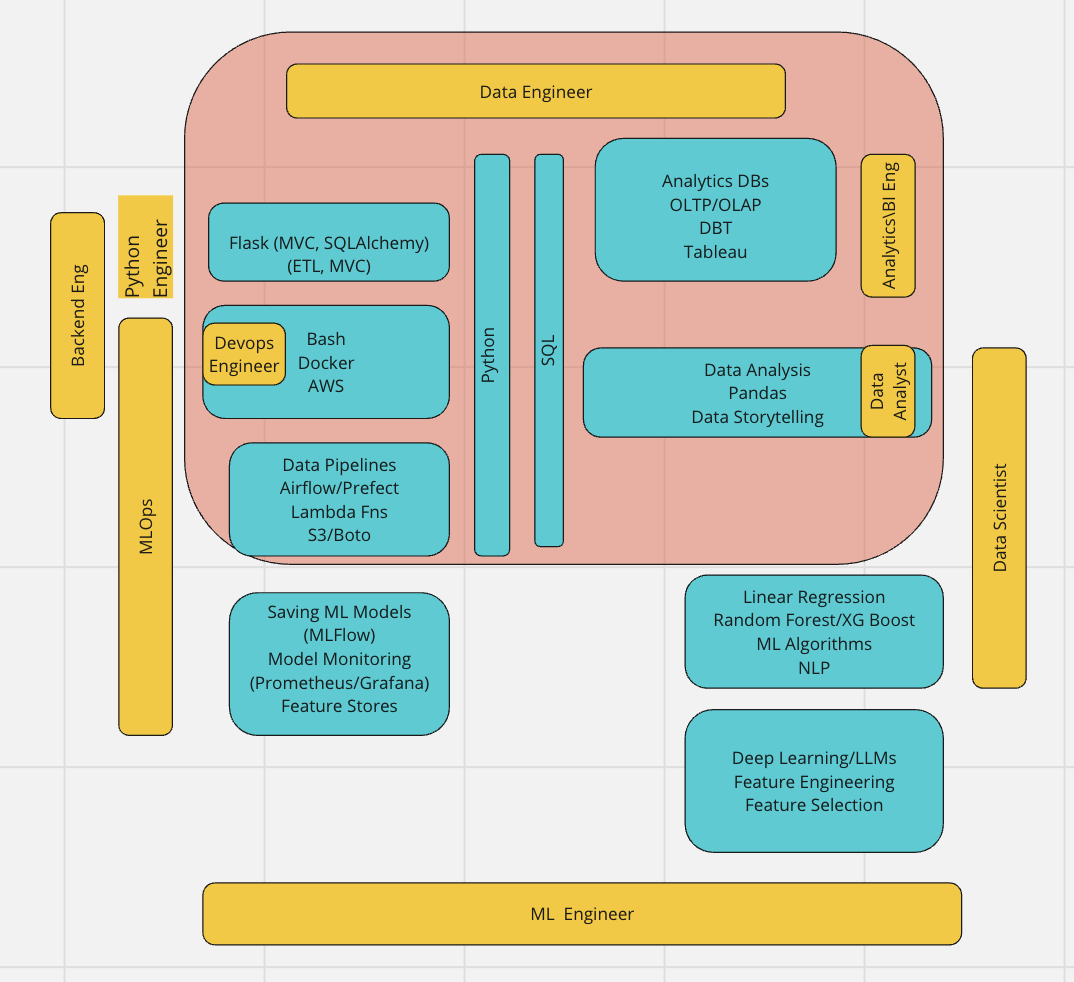 Data Engineer
Backend Eng
Python
Engineer
Flask (MVC, SQLAlchemy)
(ETL, MVC)
Devops
Engineer
Bash
Docker
AWS
MLOps
Data Pipelines
Airflow/Prefect
Lambda Fns
S3/Boto
Python
SQL
Analytics DBs
OLTP/OLAP
DBT
Tableau
Analytics\BI Eng
Data Analysis
Pandas
Data Storytelling
Data
Analyst
Data Scientist
Saving ML Models
(MLFlow)
Model Monitoring
(Prometheus/Grafana)
Feature Stores
Linear Regression
Random Forest/XG Boost
ML Algorithms
NLP
Deep Learning/LLMs
Feature Engineering
Feature Selection
ML  Engineer